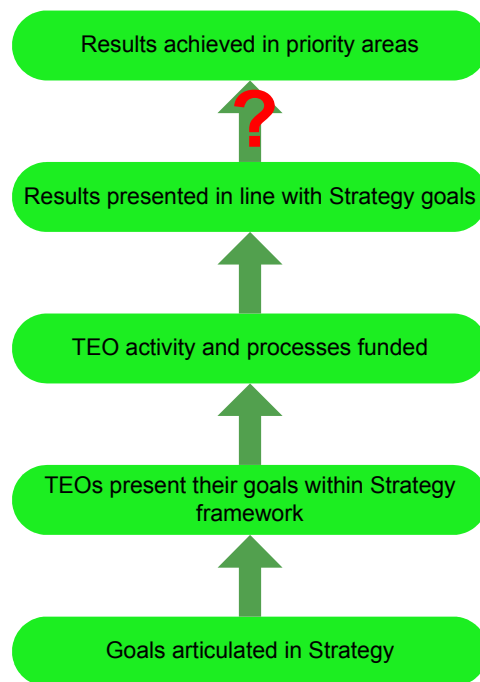 Results achieved in priority areas
?
Results presented in line with Strategy goals
TEO activity and processes funded
TEOs present their goals within Strategy
framework
Goals articulated in Strategy